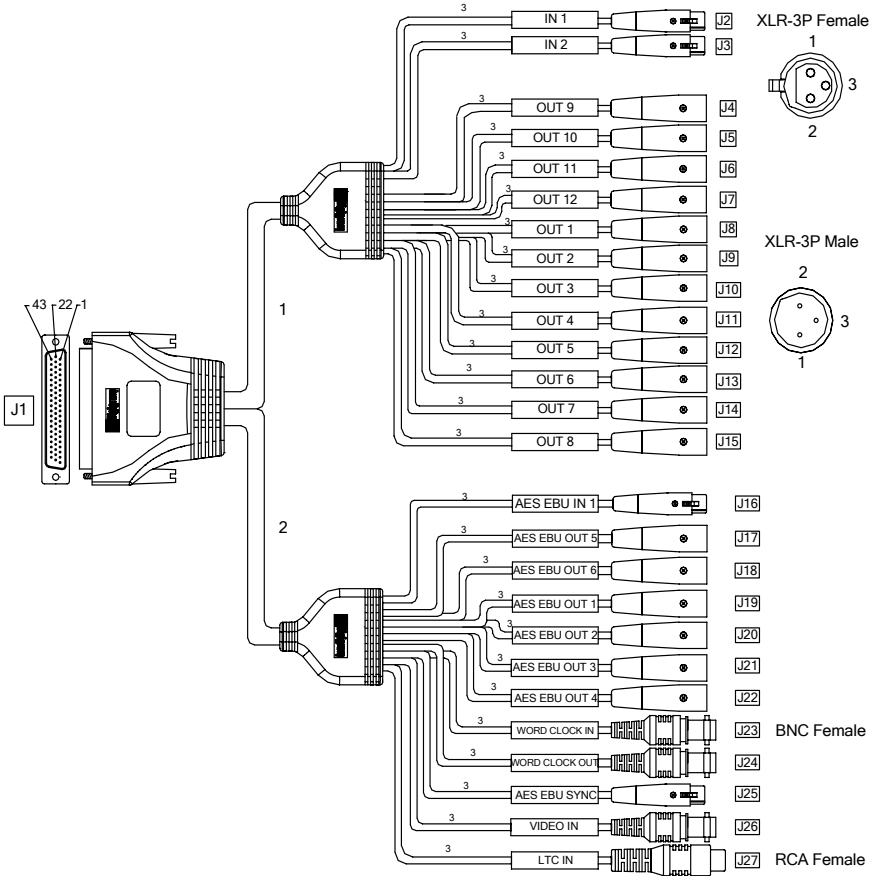 3 IN 1 J2 XLR-3P Female
3 IN 2 J3 1
3
2
3 OUT 9 J4
3 OUT 10 J5
3 OUT 11 J6
3 OUT 12 J7
3 OUT 1 J8
XLR-3P Male
3 OUT 2 J9
2
3 OUT 3 J10
3
3 OUT 4 J11
1
3 OUT 5 J12
3 OUT 6 J13
3 OUT 7 J14
3 OUT 8 J15
1
43 22 1
J1
2
3 AES EBU IN 1 J16
3 AES EBU OUT 5 J17
3 AES EBU OUT 6 J18
3 AES EBU OUT 1 J19
3 AES EBU OUT 2 J20
3 AES EBU OUT 3 J21
3 AES EBU OUT 4 J22
3 WORD CLOCK IN J23 BNC Female
3 WORD CLOCK OUT J24
3 AES EBU SYNC J25
3 VIDEO IN J26
3 LTC IN J27 RCA Female